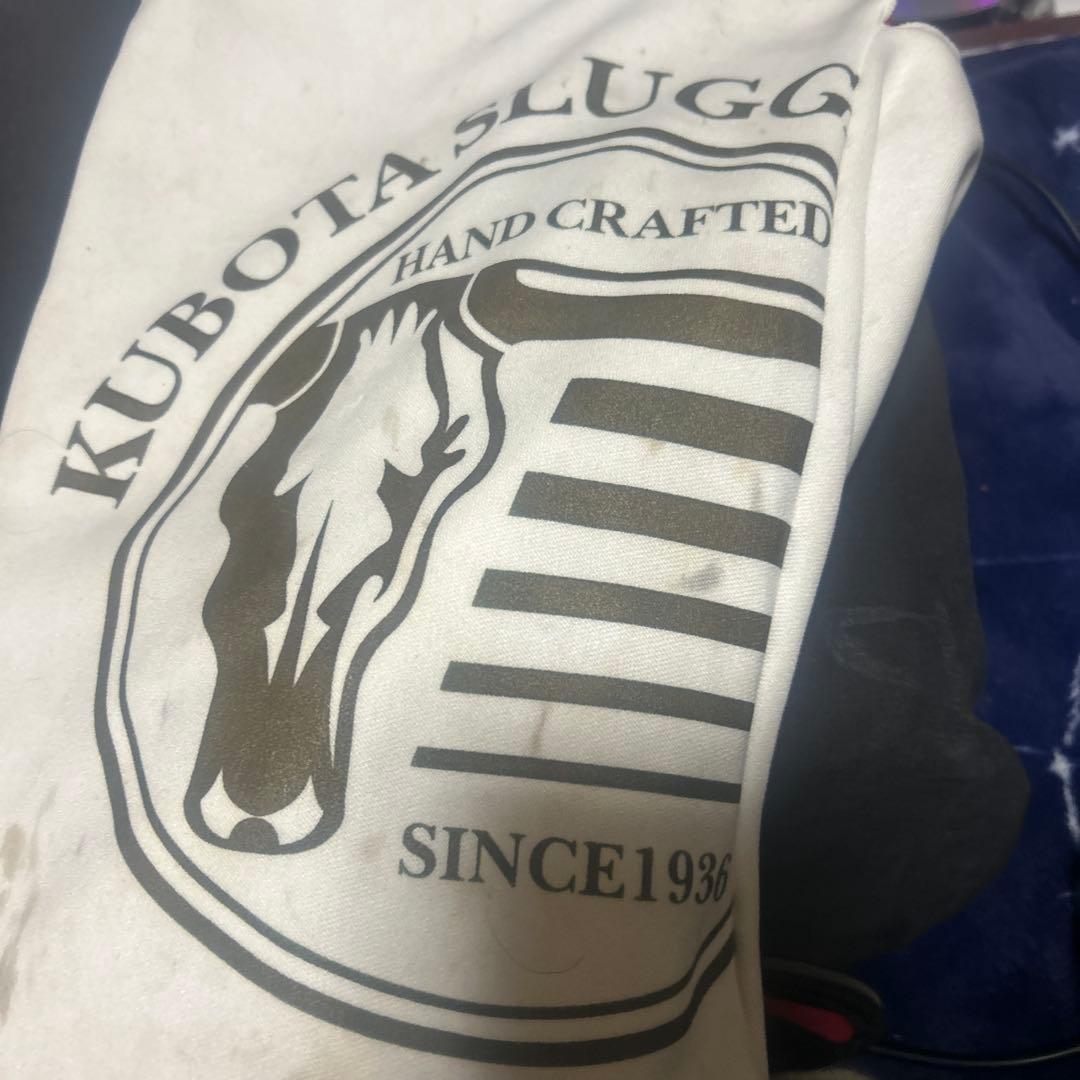 KUBOTA SLUGG
HAND CRAFTED
SINCE1936